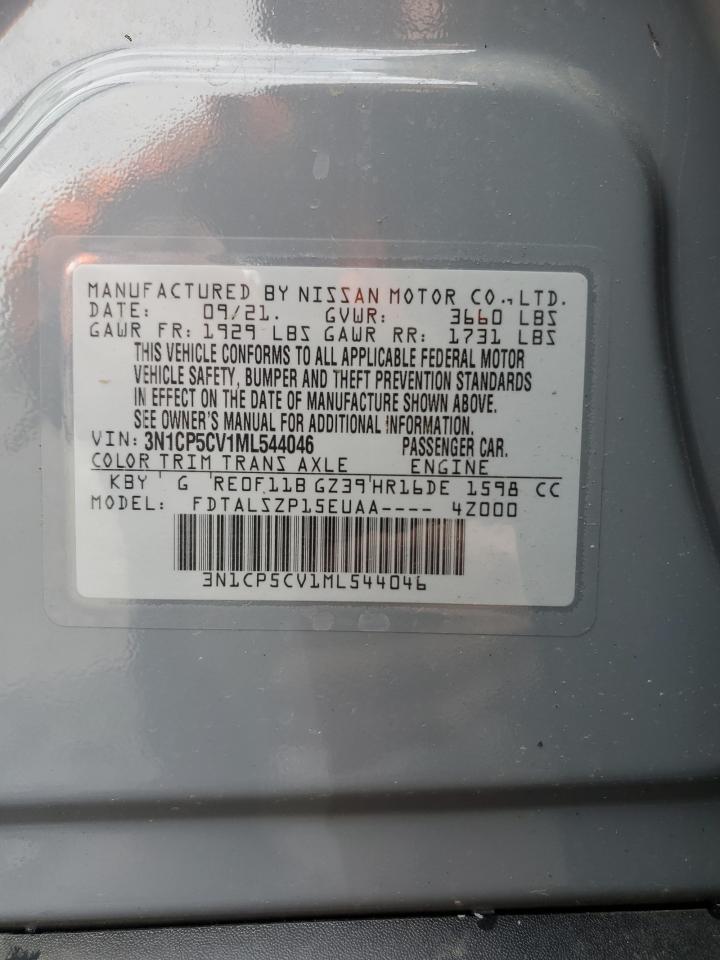 MANUFACTURED BY NISSAN MOTOR CO.,LTD.
DATE: 09/21. GVWR: 3660 LBS
GAWR FR: 1929 LBS GAWR RR: 1731 LBS
THIS VEHICLE CONFORMS TO ALL APPLICABLE FEDERAL MOTOR
VEHICLE SAFETY, BUMPER AND THEFT PREVENTION STANDARDS
IN EFFECT ON THE DATE OF MANUFACTURE SHOWN ABOVE.
SEE OWNER'S MANUAL FOR ADDITIONAL INFORMATION.
VIN: 3N1CP5CV1ML544046 PASSENGER CAR.
COLOR TRIM TRANS AXLE ENGINE
KBY G RE0F11B GZ39 HR16DE 1598 CC
MODEL: FDTALSZP15EUAA---- 4Z000
3N1CP5CV1ML544046